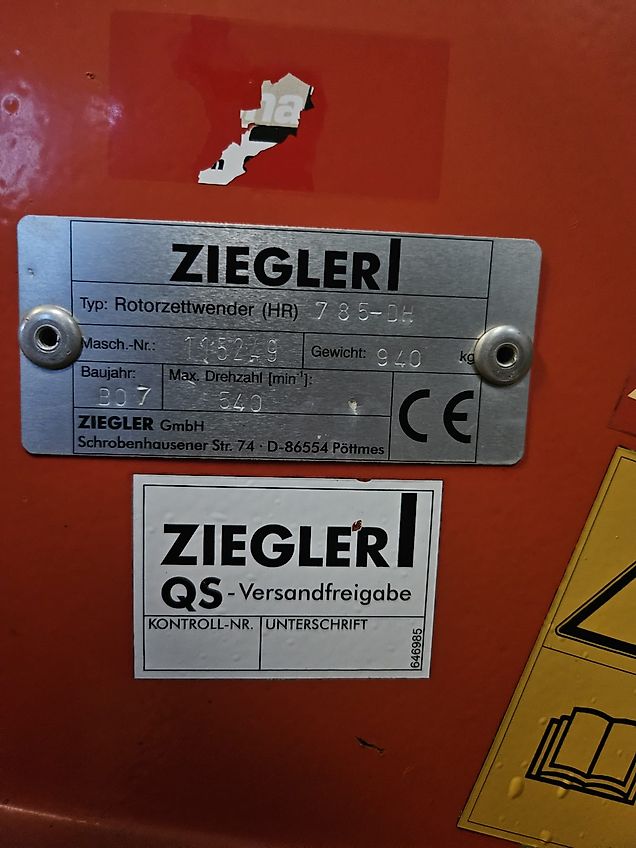 ZIEGLER
Typ: Rotorzettwender (HR) 785-DH
Masch.-Nr.: Gewicht: 940 kg
Baujahr: B07 Max. Drehzahl [min⁻¹]: 540
ZIEGLER GmbH
Schrobenhausener Str. 74 · D-86554 Pöttmes
CE
ZIEGLER
QS - Versandfreigabe
KONTROLL-NR. UNTERSCHRIFT
646985